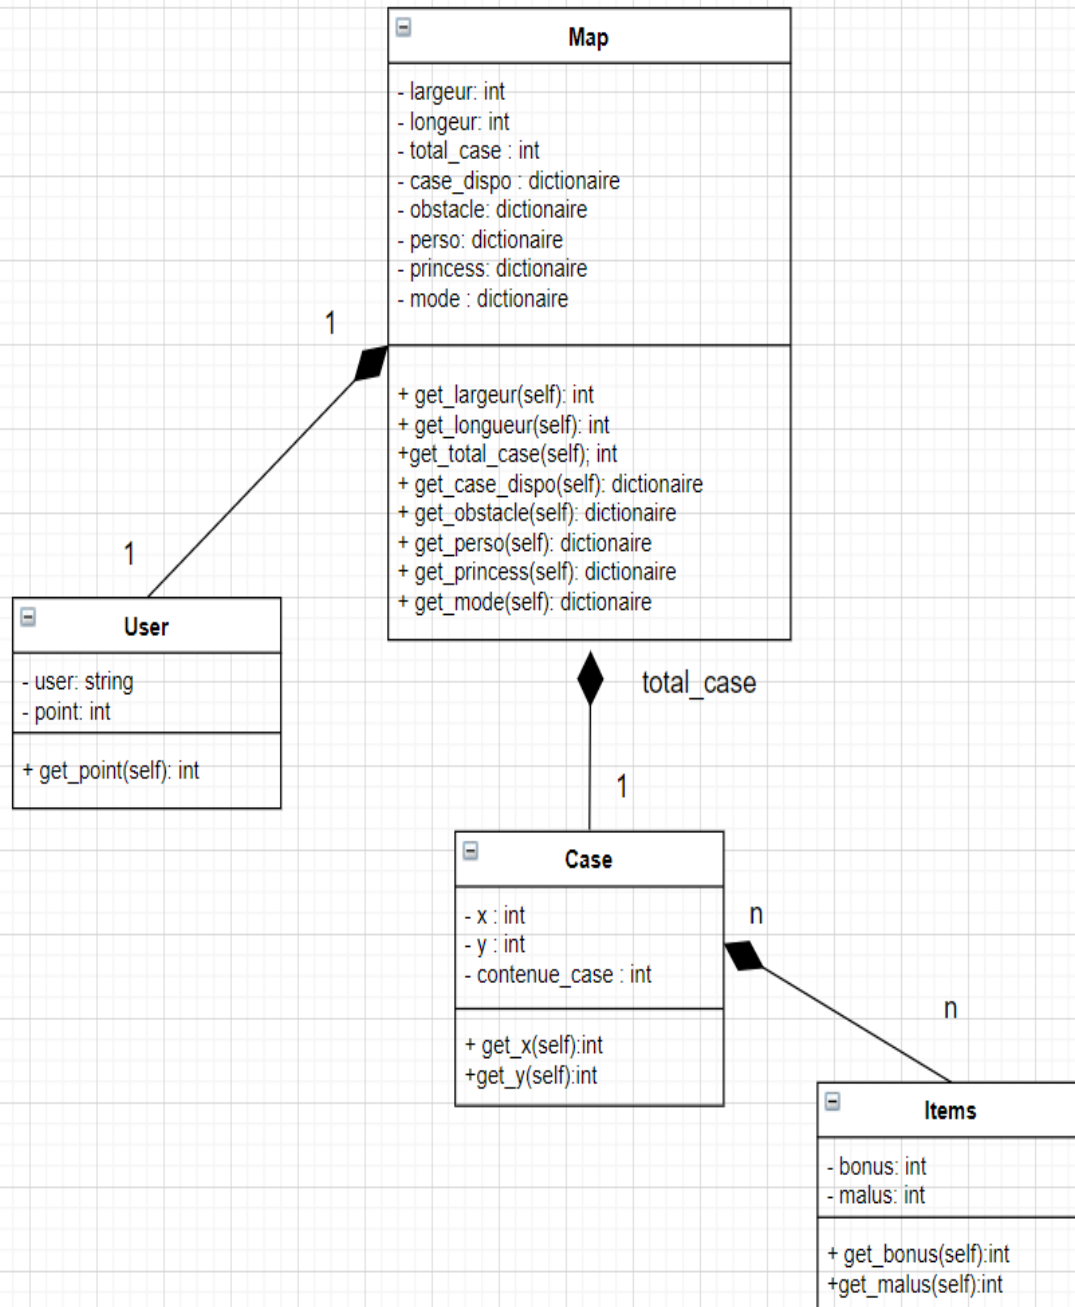 Map
- largeur: int
- longeur: int
- total_case : int
- case_dispo : dictionaire
- obstacle: dictionaire
- perso: dictionaire
- princess: dictionaire
- mode : dictionaire
1
+ get_largeur(self): int
+ get_longueur(self): int
+get_total_case(self); int
+ get_case_dispo(self): dictionaire
+ get_obstacle(self): dictionaire
+ get_perso(self): dictionaire
+ get_princess(self): dictionaire
+ get_mode(self): dictionaire
1
User
- user: string
- point: int
+ get_point(self): int
total_case
1
Case
- x : int
- y : int
- contenue_case : int
+ get_x(self):int
+get_y(self):int
n
n
Items
- bonus: int
- malus: int
+ get_bonus(self):int
+get_malus(self):int